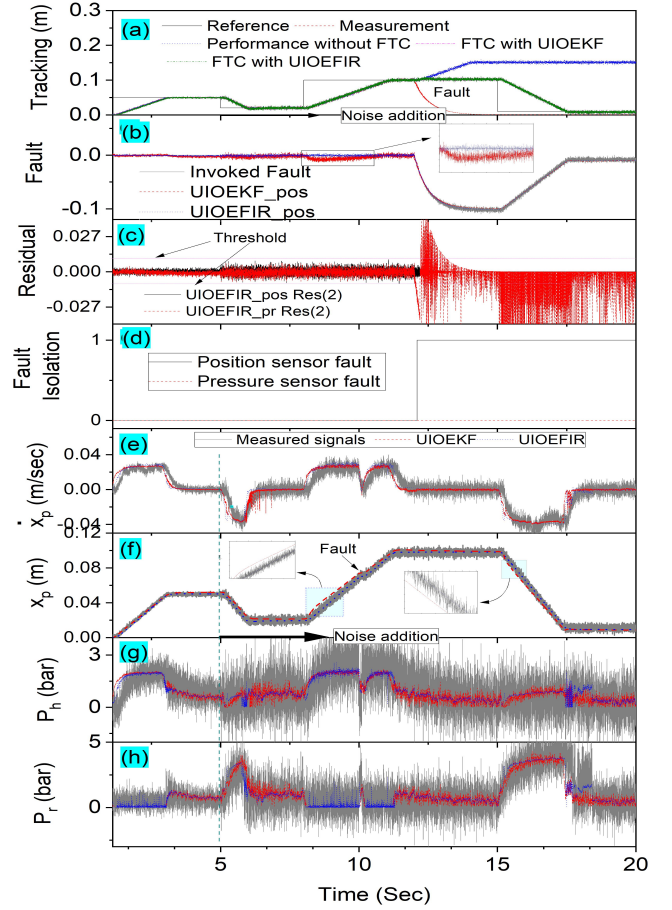 (a)
Reference
Measurement
Performance without FTC
FTC with UIOEKF
FTC with UIOEFIR
Tracking (m)
0.3
0.2
0.1
0.0
Fault
Noise addition
(b)
Fault
0.0
-0.1
Invoked Fault
UIOEKF_pos
UIOEFIR_pos
(c)
Residual
0.027
0.000
-0.027
Threshold
UIOEFIR_pos Res(2)
UIOEFIR_pr Res(2)
(d)
Fault
Isolation
1
0
Position sensor fault
Pressure sensor fault
(e)
Measured signals
UIOEKF
UIOEFIR
ẋp (m/sec)
0.04
0.00
-0.04
(f)
xp (m)
0.12
0.08
0.04
0.00
Fault
Noise addition
(g)
Ph (bar)
3
0
(h)
Pr (bar)
5
0
5
10
15
20
Time (Sec)